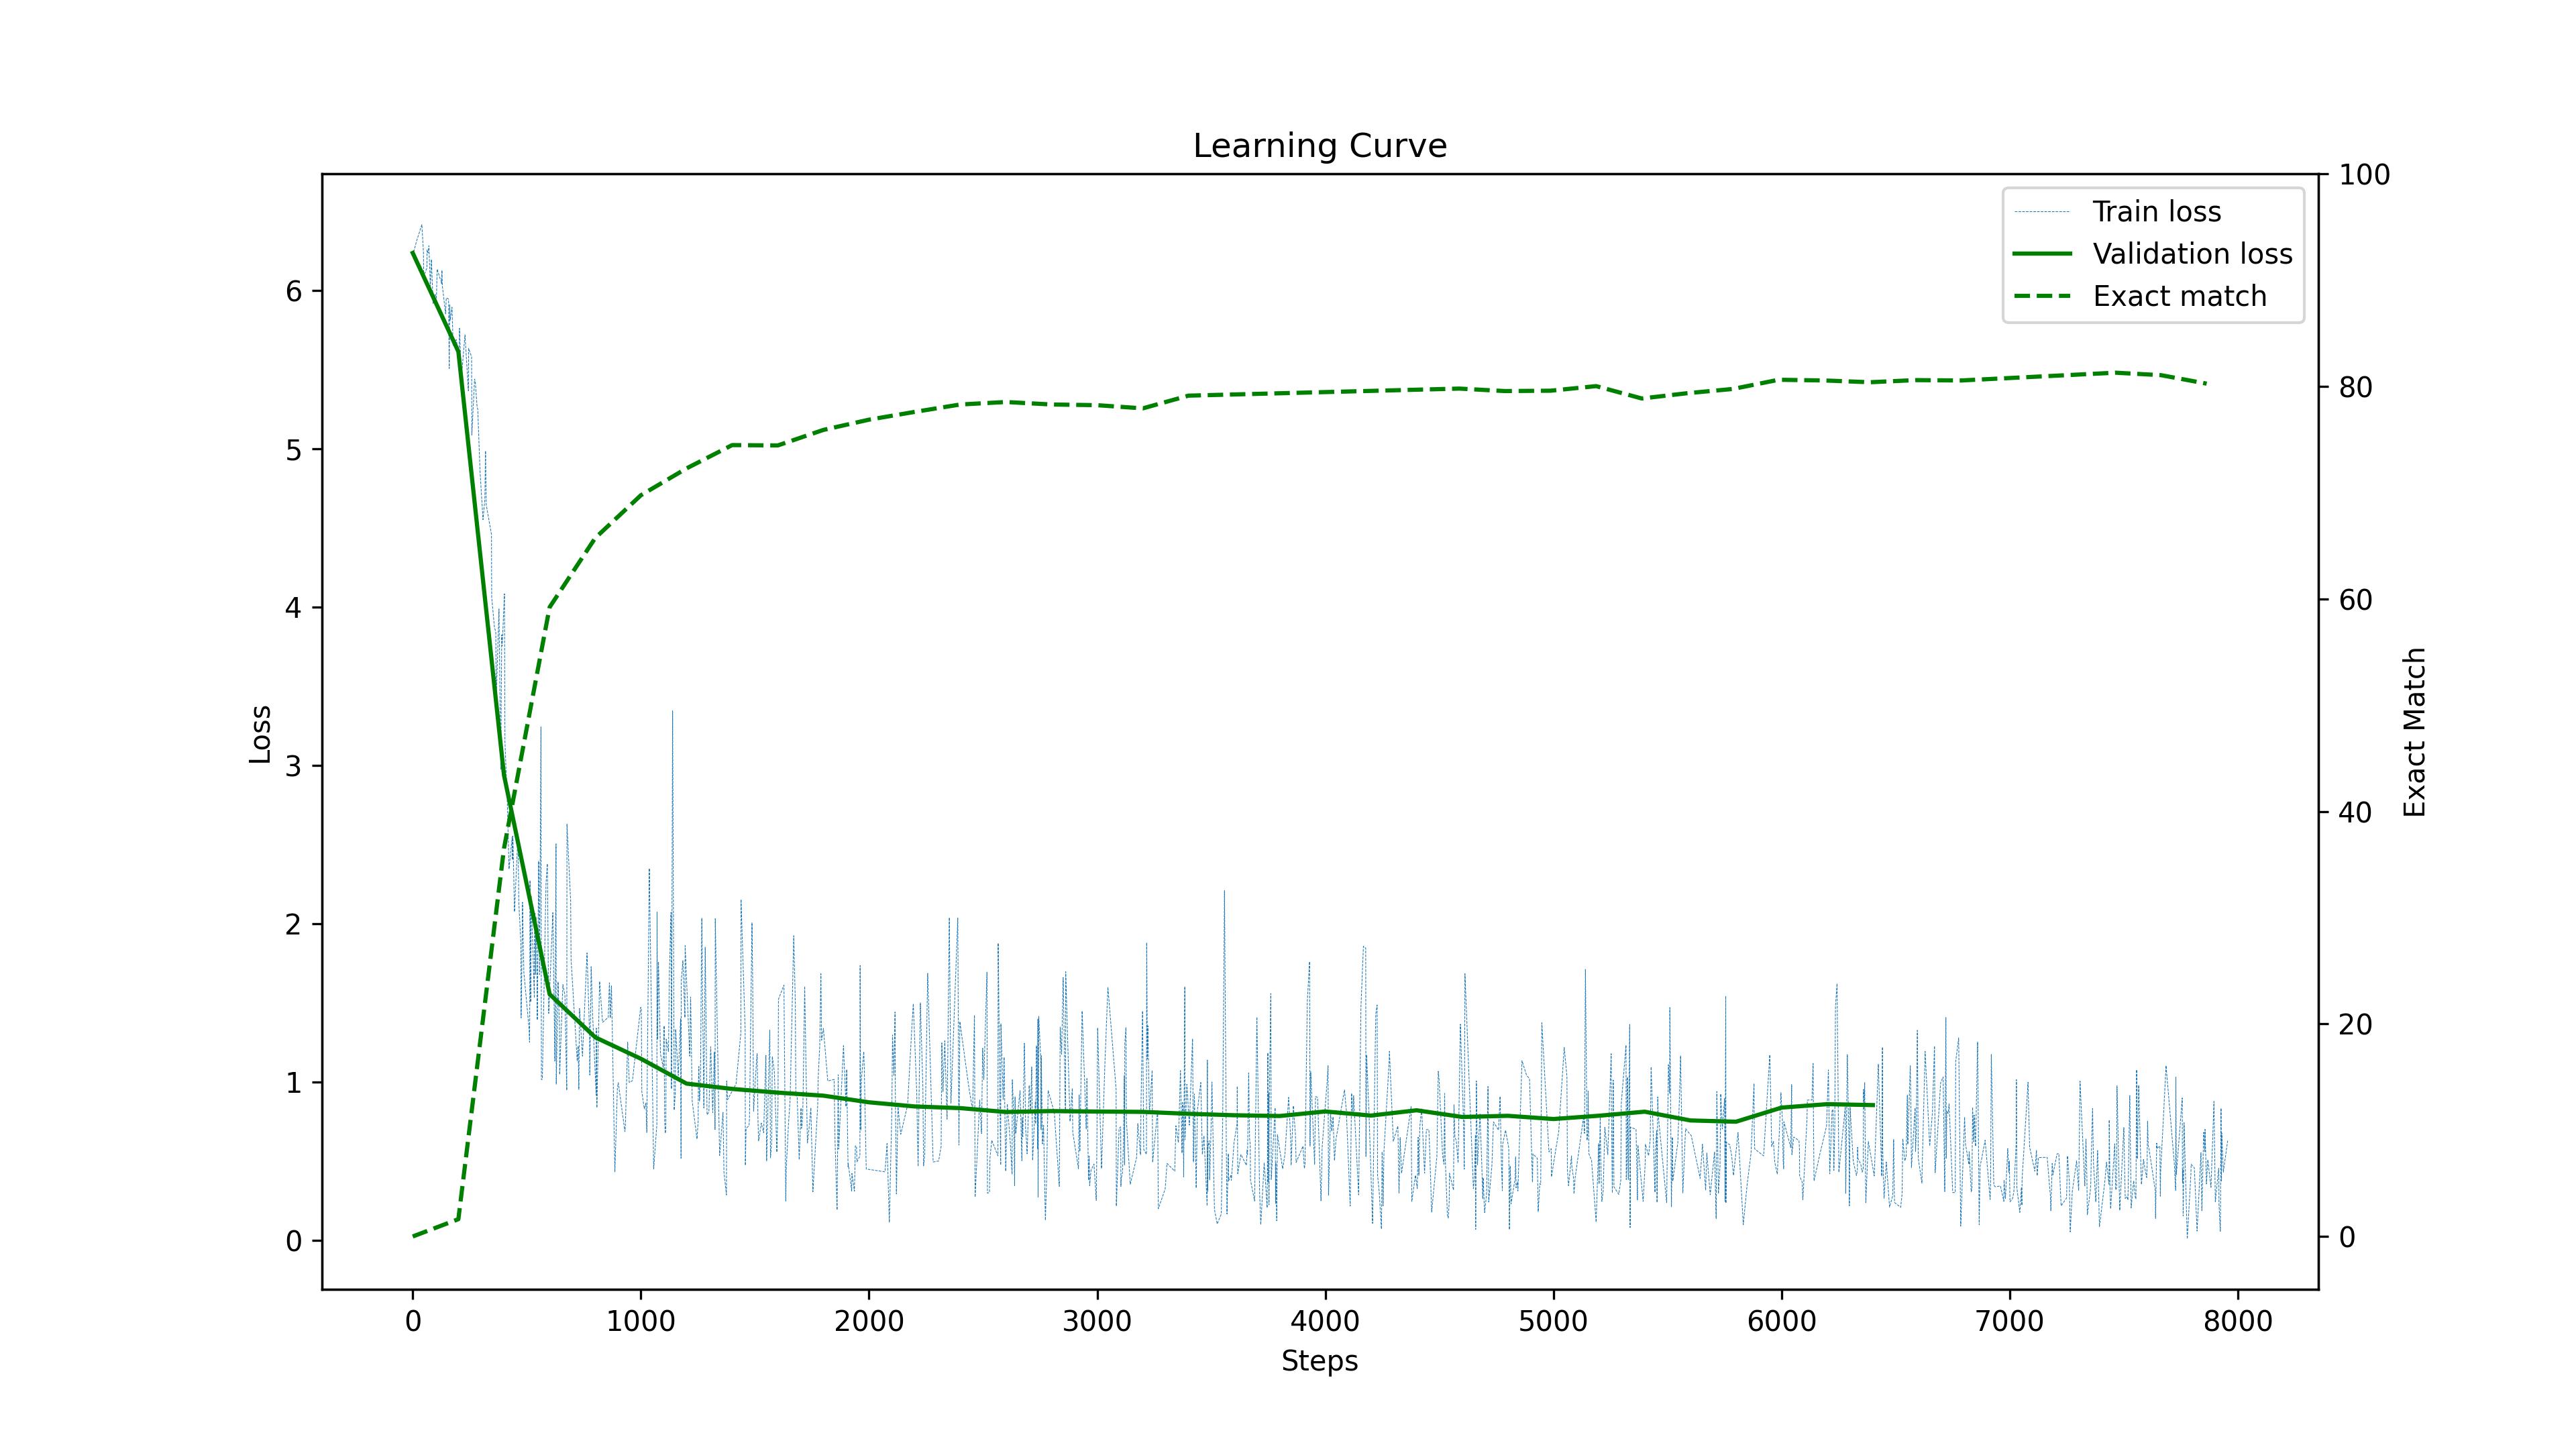 Learning Curve
Train loss
Validation loss
Exact match
Loss
6
5
4
3
2
1
0
100
80
60
40
20
0
Exact Match
0 1000 2000 3000 4000 5000 6000 7000 8000
Steps